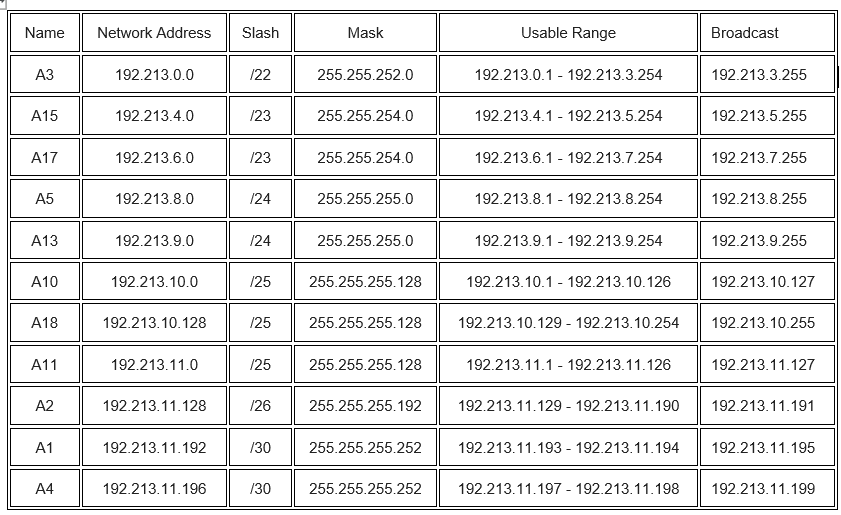 Name Network Address Slash Mask Usable Range Broadcast
A3 192.213.0.0 /22 255.255.252.0 192.213.0.1 - 192.213.3.254 192.213.3.255
A15 192.213.4.0 /23 255.255.254.0 192.213.4.1 - 192.213.5.254 192.213.5.255
A17 192.213.6.0 /23 255.255.254.0 192.213.6.1 - 192.213.7.254 192.213.7.255
A5 192.213.8.0 /24 255.255.255.0 192.213.8.1 - 192.213.8.254 192.213.8.255
A13 192.213.9.0 /24 255.255.255.0 192.213.9.1 - 192.213.9.254 192.213.9.255
A10 192.213.10.0 /25 255.255.255.128 192.213.10.1 - 192.213.10.126 192.213.10.127
A18 192.213.10.128 /25 255.255.255.128 192.213.10.129 - 192.213.10.254 192.213.10.255
A11 192.213.11.0 /25 255.255.255.128 192.213.11.1 - 192.213.11.126 192.213.11.127
A2 192.213.11.128 /26 255.255.255.192 192.213.11.129 - 192.213.11.190 192.213.11.191
A1 192.213.11.192 /30 255.255.255.252 192.213.11.193 - 192.213.11.194 192.213.11.195
A4 192.213.11.196 /30 255.255.255.252 192.213.11.197 - 192.213.11.198 192.213.11.199